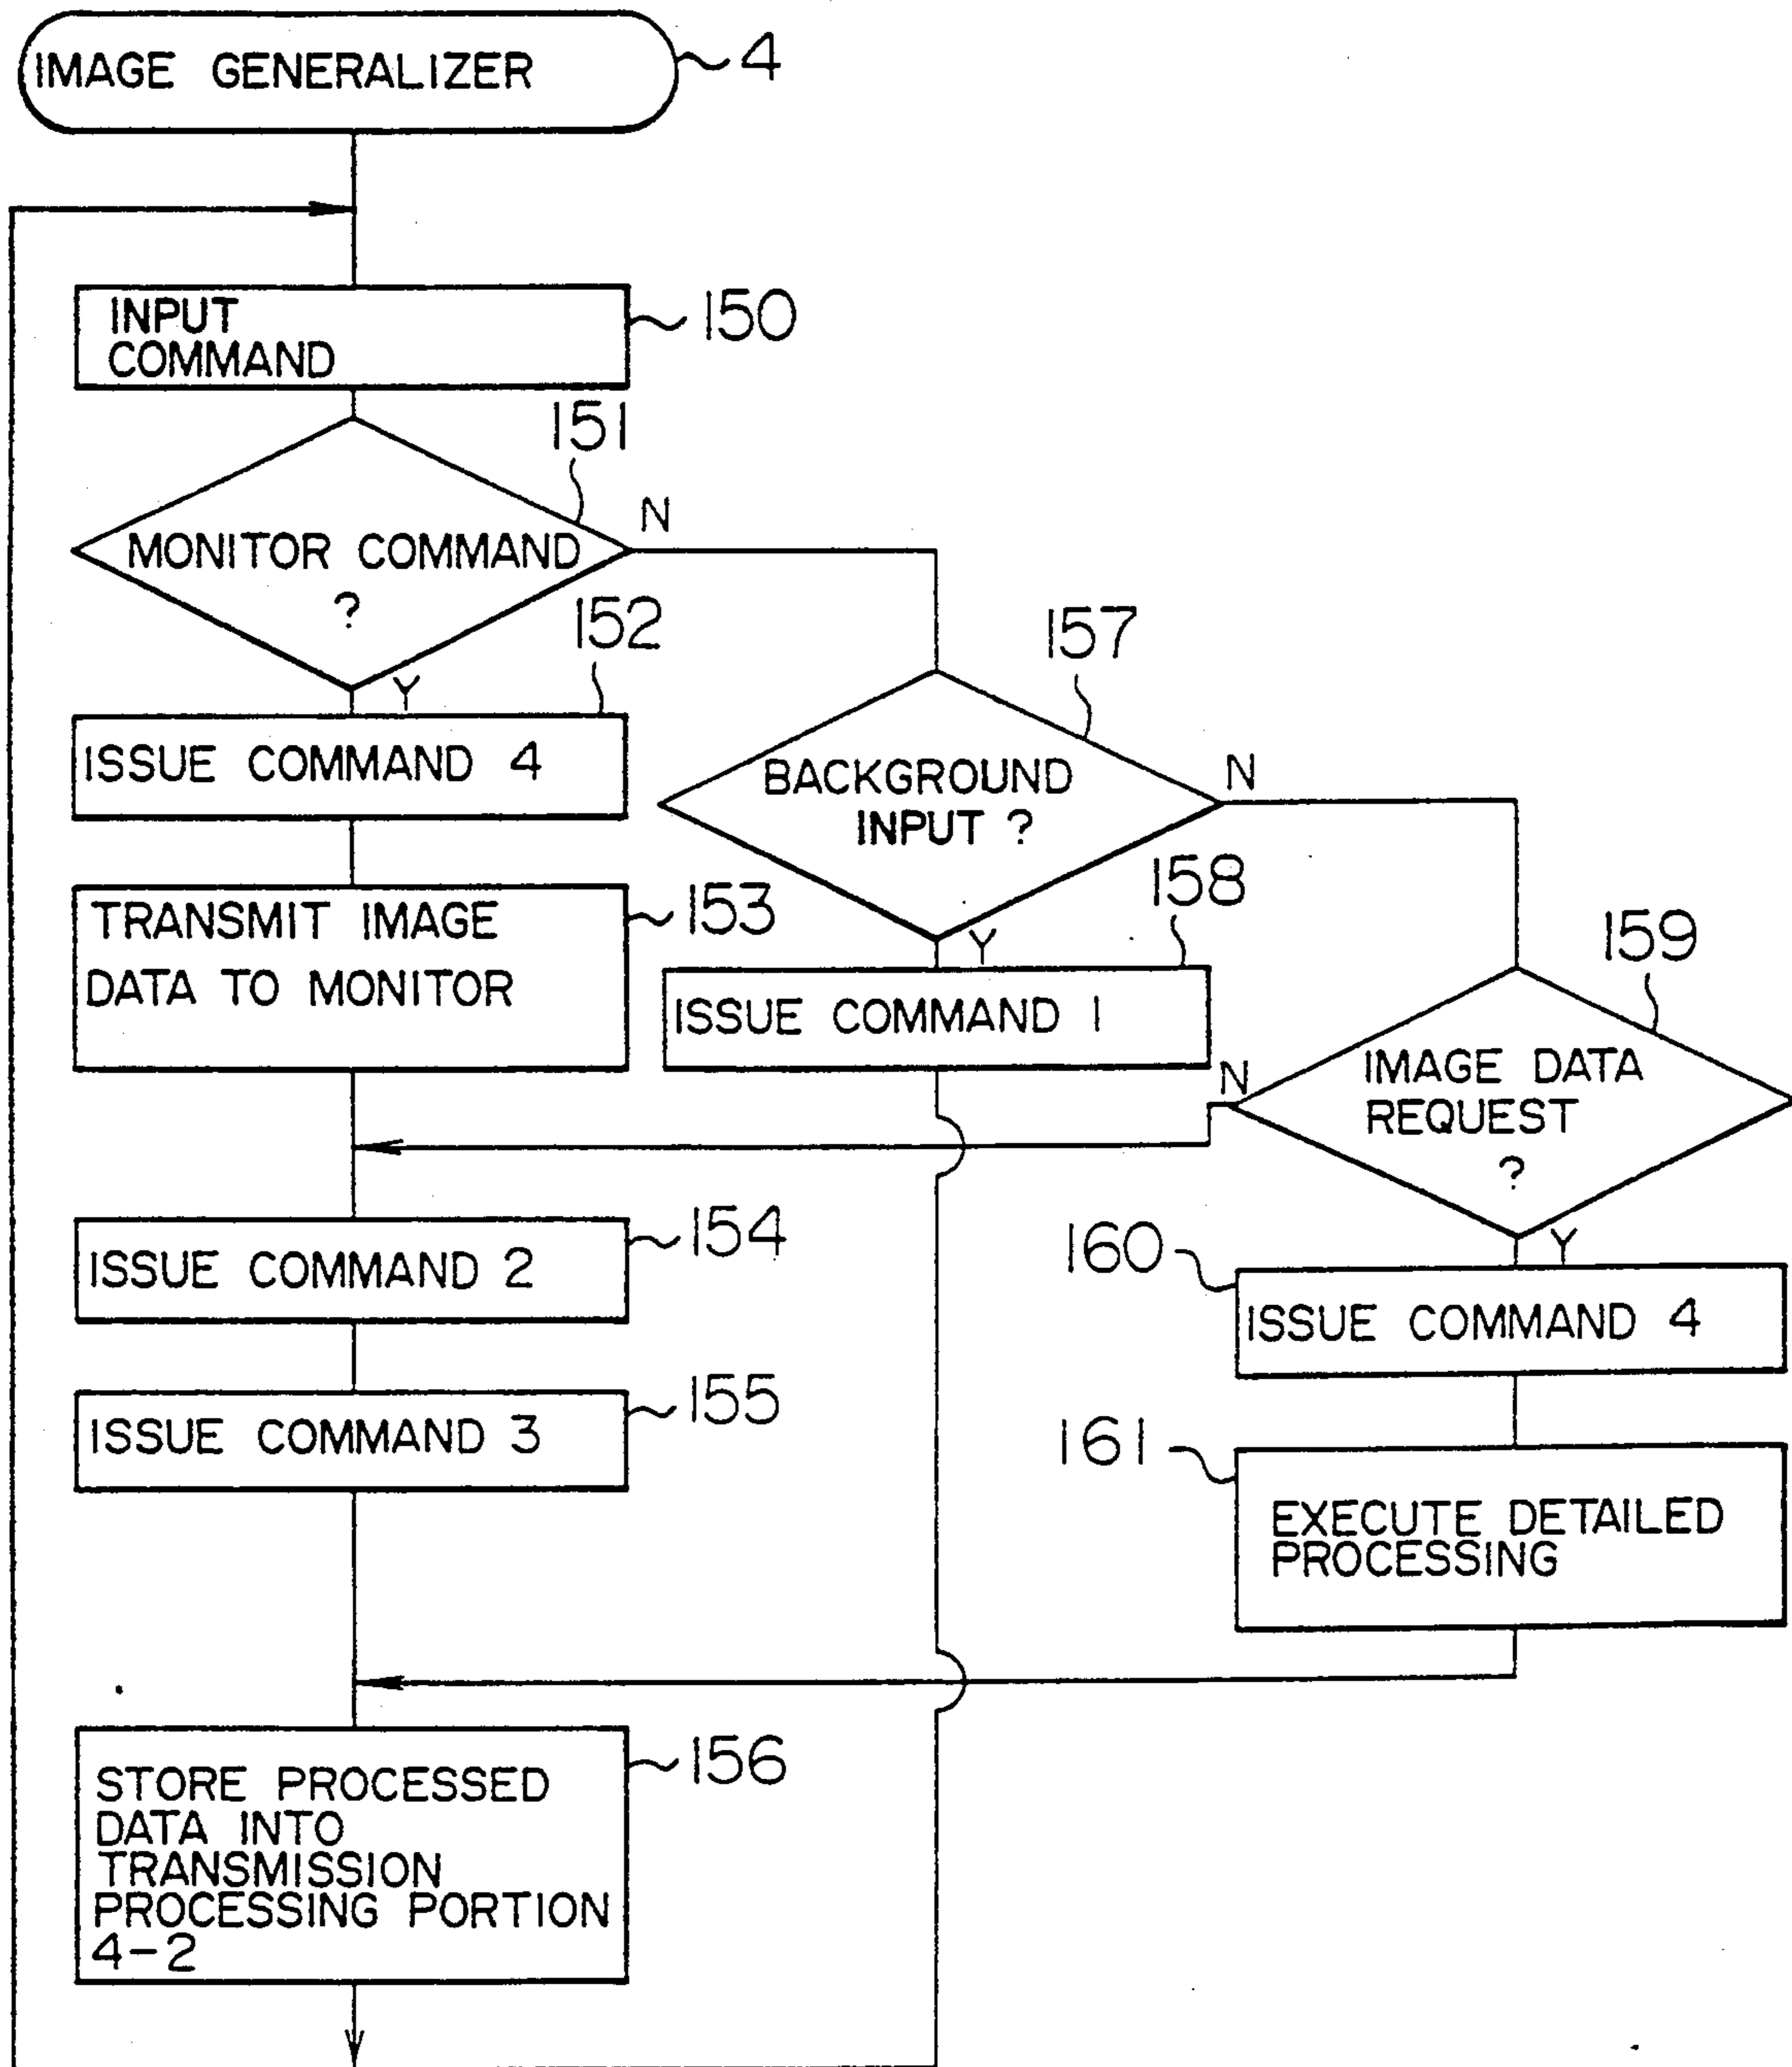 IMAGE GENERALIZER
4
INPUT
COMMAND
150
151
MONITOR COMMAND
?
N
Y
152
ISSUE COMMAND 4
TRANSMIT IMAGE
DATA TO MONITOR
153
157
BACKGROUND
INPUT ?
N
Y
158
ISSUE COMMAND 1
159
IMAGE DATA
REQUEST
?
N
Y
ISSUE COMMAND 2
154
ISSUE COMMAND 3
155
160
ISSUE COMMAND 4
161
EXECUTE DETAILED
PROCESSING
STORE PROCESSED
DATA INTO
TRANSMISSION
PROCESSING PORTION
4-2
156